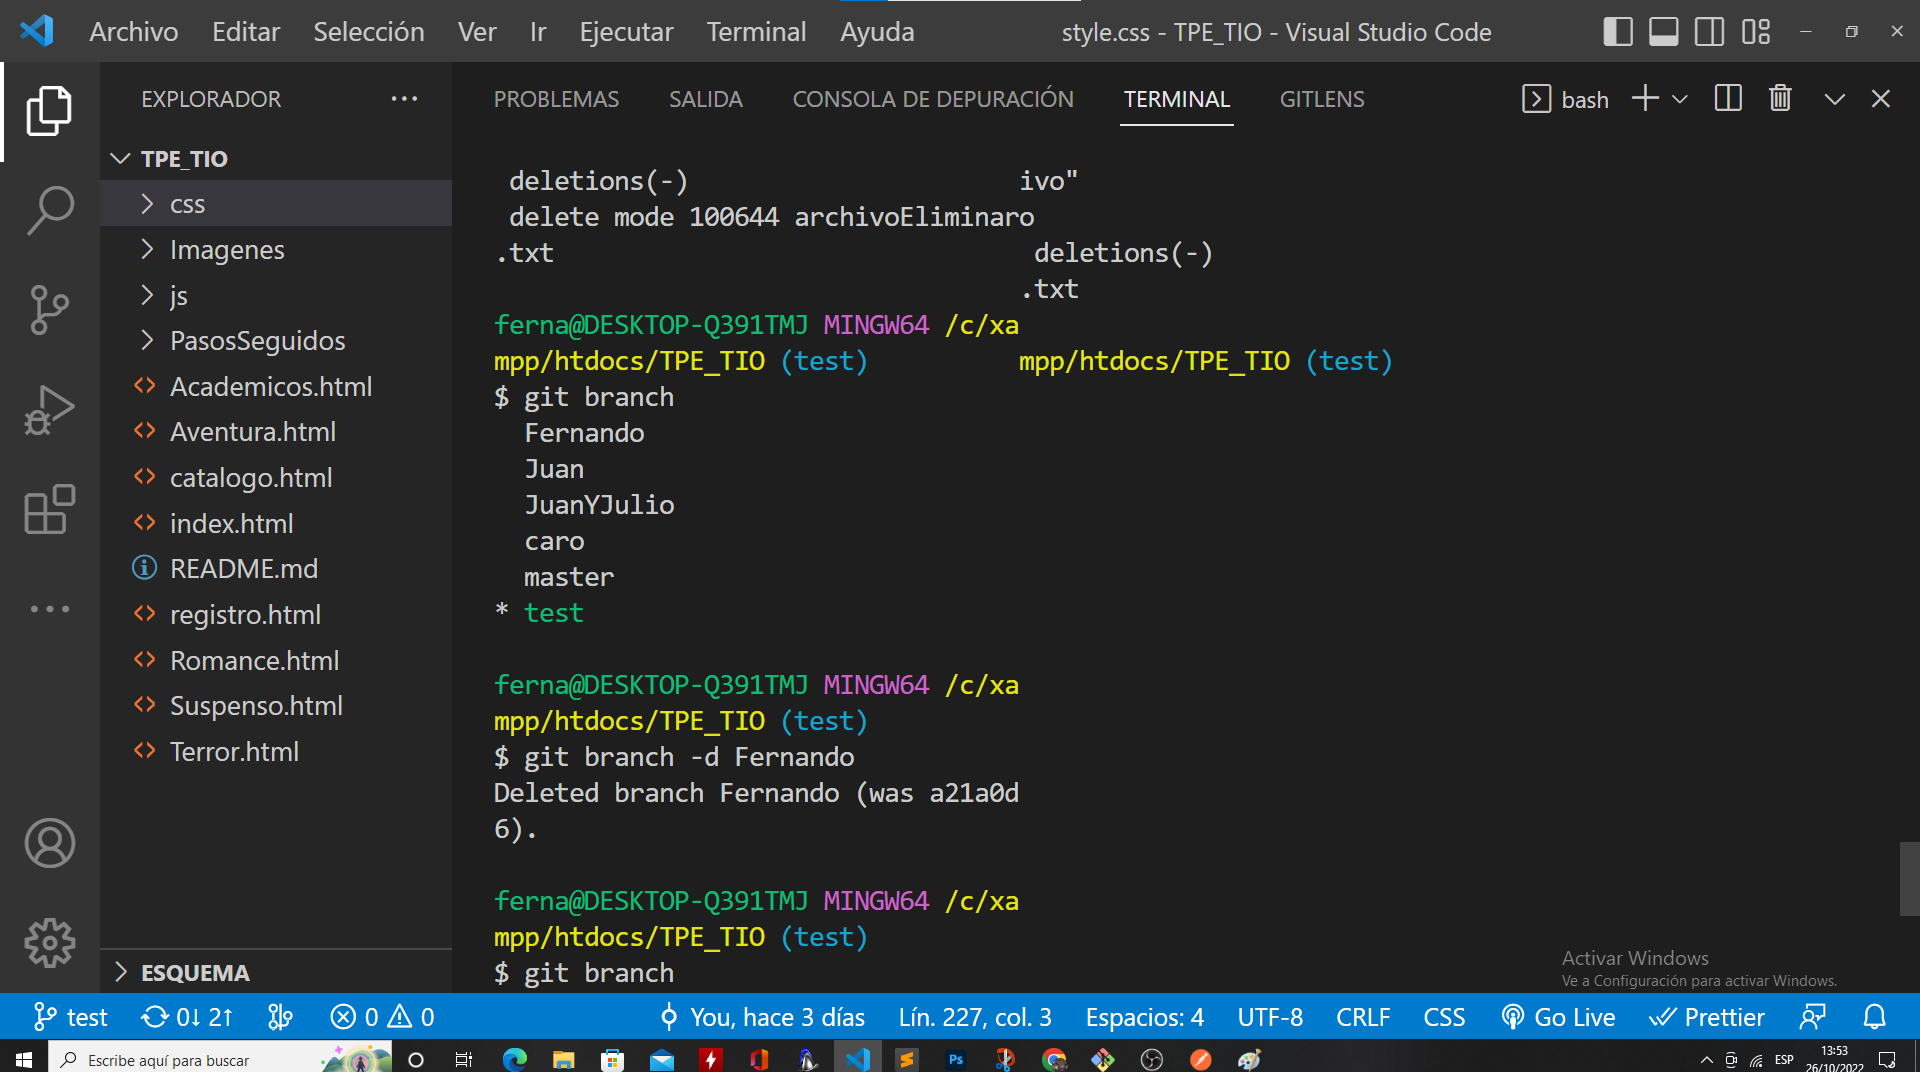 Archivo Editar Selección Ver Ir Ejecutar Terminal Ayuda style.css - TPE_TIO - Visual Studio Code
EXPLORADOR
TPE_TIO
css
Imagenes
js
PasosSeguidos
Academicos.html
Aventura.html
catalogo.html
index.html
README.md
registro.html
Romance.html
Suspenso.html
Terror.html
ESQUEMA
PROBLEMAS SALIDA CONSOLA DE DEPURACIÓN TERMINAL GITLENS bash
deletions(-) ivo"
delete mode 100644 archivoEliminaro
.txt deletions(-)
.txt
ferna@DESKTOP-Q391TMJ MINGW64 /c/xa
mpp/htdocs/TPE_TIO (test) mpp/htdocs/TPE_TIO (test)
$ git branch
Fernando
Juan
JuanYJulio
caro
master
* test
ferna@DESKTOP-Q391TMJ MINGW64 /c/xa
mpp/htdocs/TPE_TIO (test)
$ git branch -d Fernando
Deleted branch Fernando (was a21a0d
6).
ferna@DESKTOP-Q391TMJ MINGW64 /c/xa
mpp/htdocs/TPE_TIO (test)
$ git branch
Activar Windows
Ve a Configuración para activar Windows.
test 0↓ 2↑ 0 0 You, hace 3 días Lín. 227, col. 3 Espacios: 4 UTF-8 CRLF CSS Go Live Prettier
Escribe aquí para buscar Ps ESP 13:53
26/10/2022